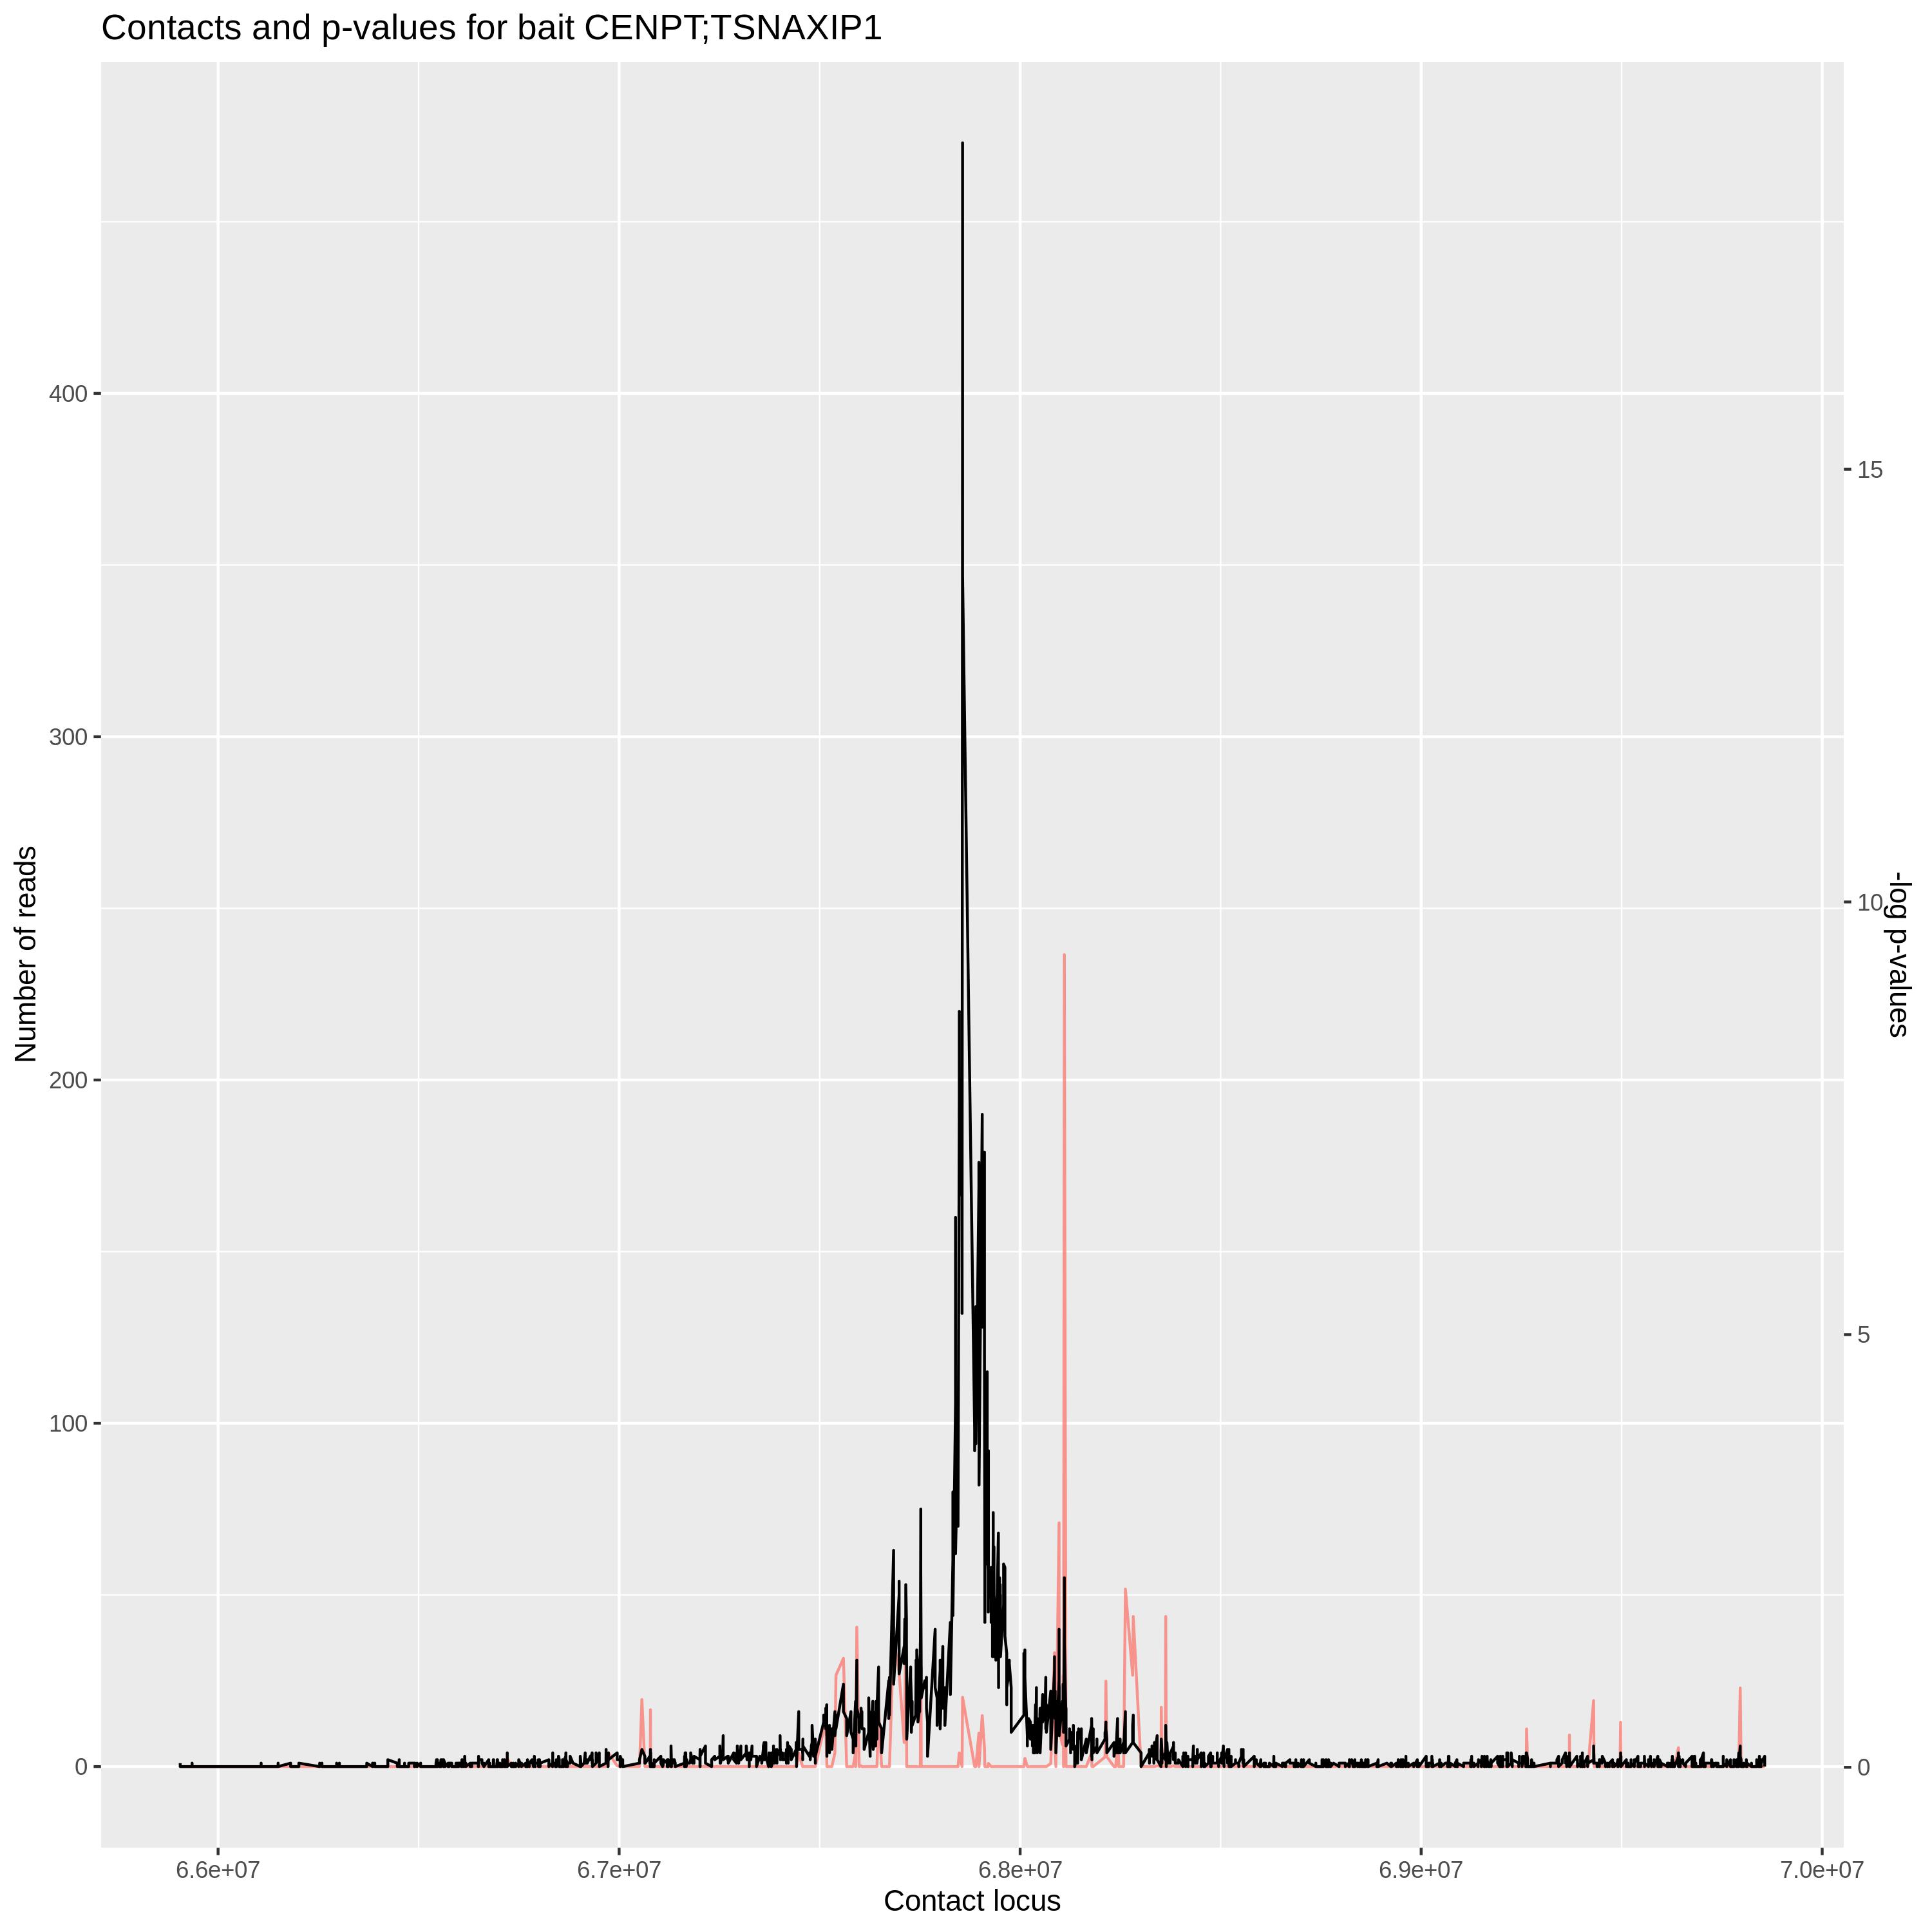 Contacts and p-values for bait CENPT;TSNAXIP1
Number of reads
400
300
200
100
0
15
10
5
0
-log p-values
6.6e+07
6.7e+07
6.8e+07
6.9e+07
7.0e+07
Contact locus